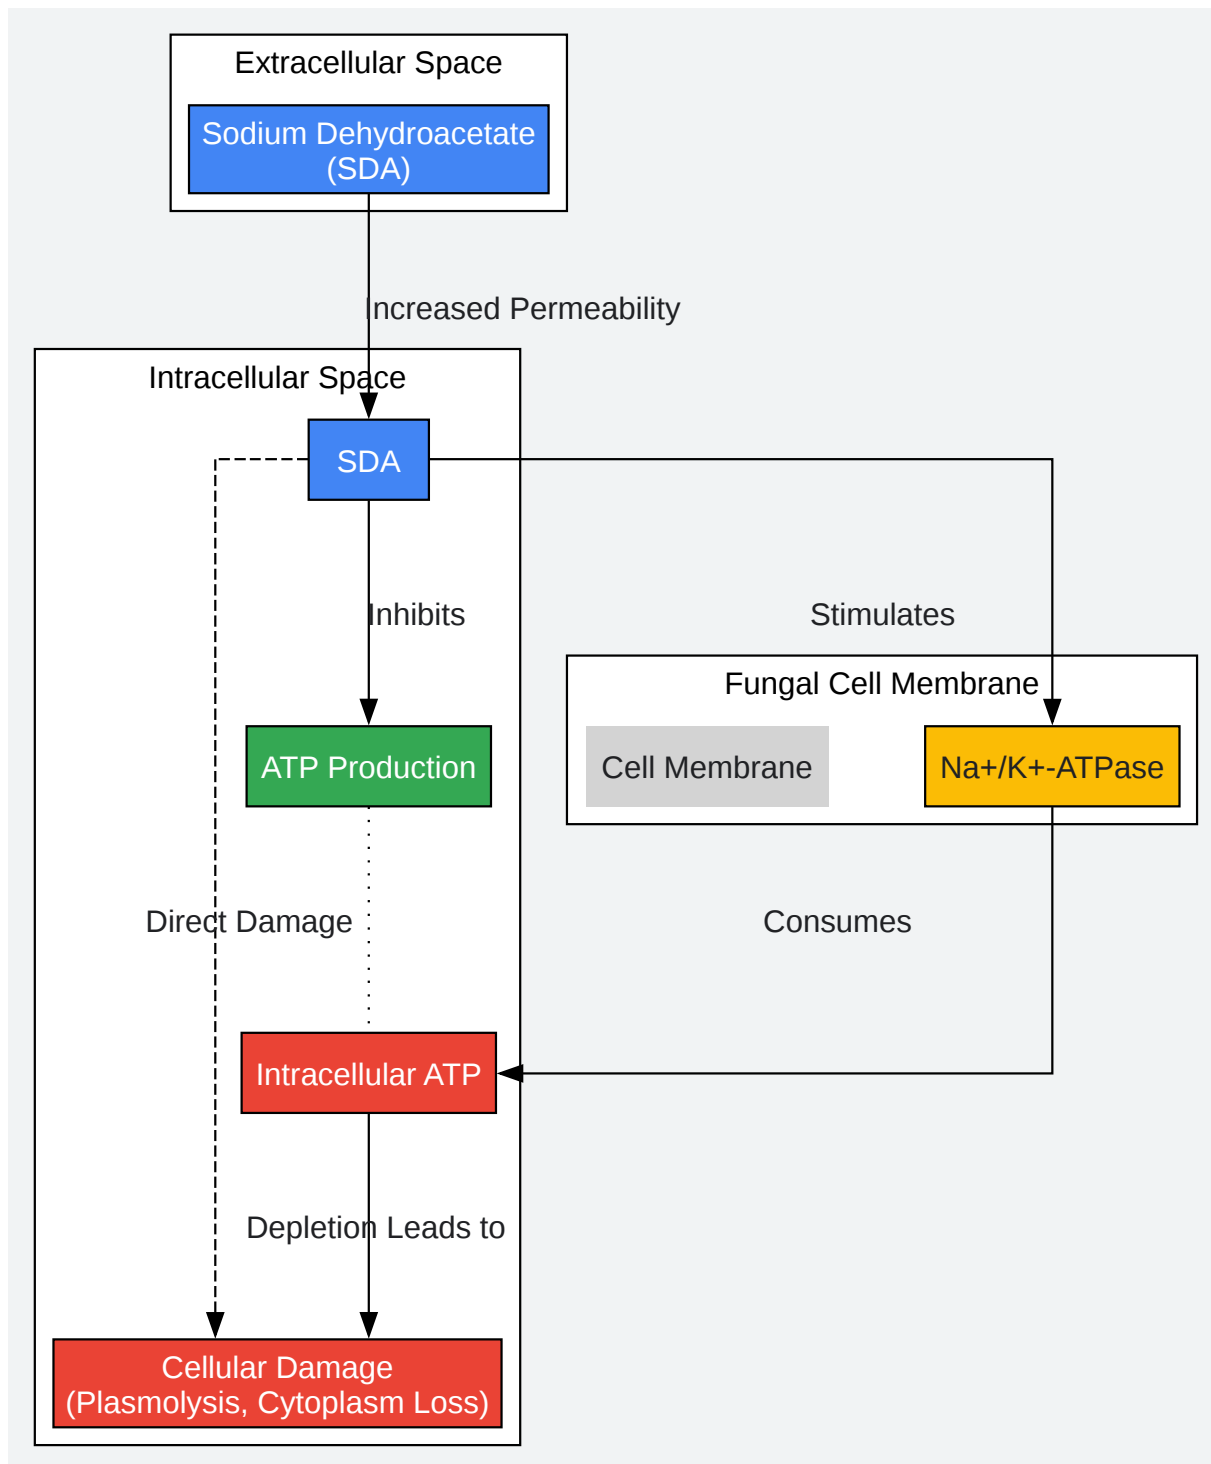 Extracellular Space
Sodium Dehydroacetate
(SDA)
Increased Permeability
Intracellular Space
SDA
Inhibits
Stimulates
Fungal Cell Membrane
ATP Production
Cell Membrane
Na+/K+-ATPase
Direct Damage
Consumes
Intracellular ATP
Depletion Leads to
Cellular Damage
(Plasmolysis, Cytoplasm Loss)